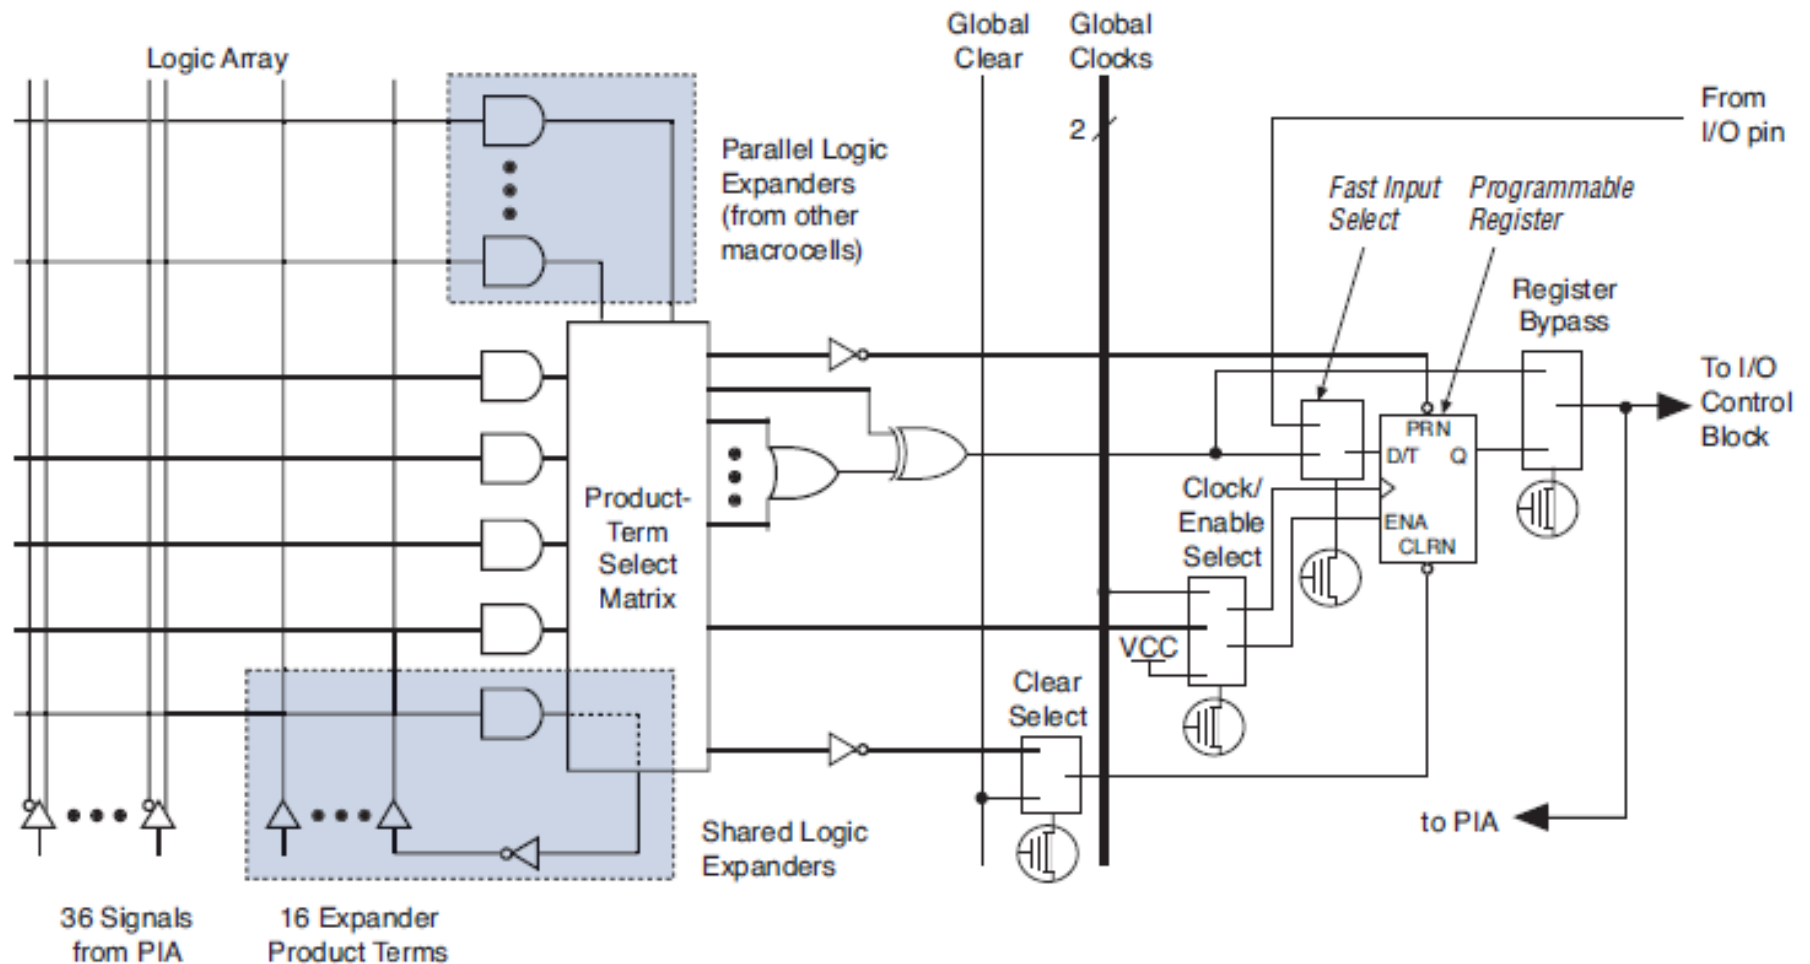 Logic Array
Global
Clear
Global
Clocks
2
From
I/O pin
Parallel Logic
Expanders
(from other
macrocells)
Fast Input
Select
Programmable
Register
Register
Bypass
To I/O
Control
Block
PRN
D/T
Q
ENA
CLRN
Product-
Term
Select
Matrix
Clock/
Enable
Select
VCC
Clear
Select
to PIA
Shared Logic
Expanders
36 Signals
from PIA
16 Expander
Product Terms